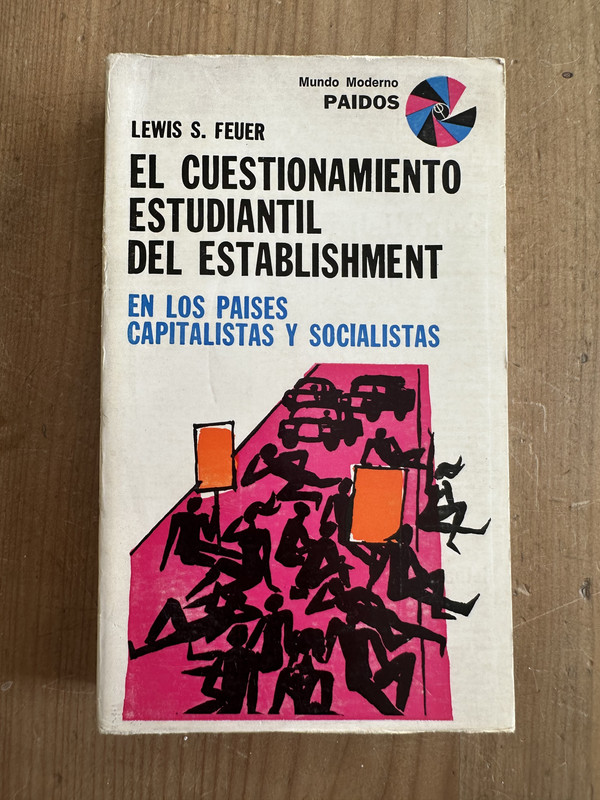 Mundo Moderno
PAIDOS
LEWIS S. FEUER
EL CUESTIONAMIENTO
ESTUDIANTIL
DEL ESTABLISHMENT
EN LOS PAISES
CAPITALISTAS Y SOCIALISTAS